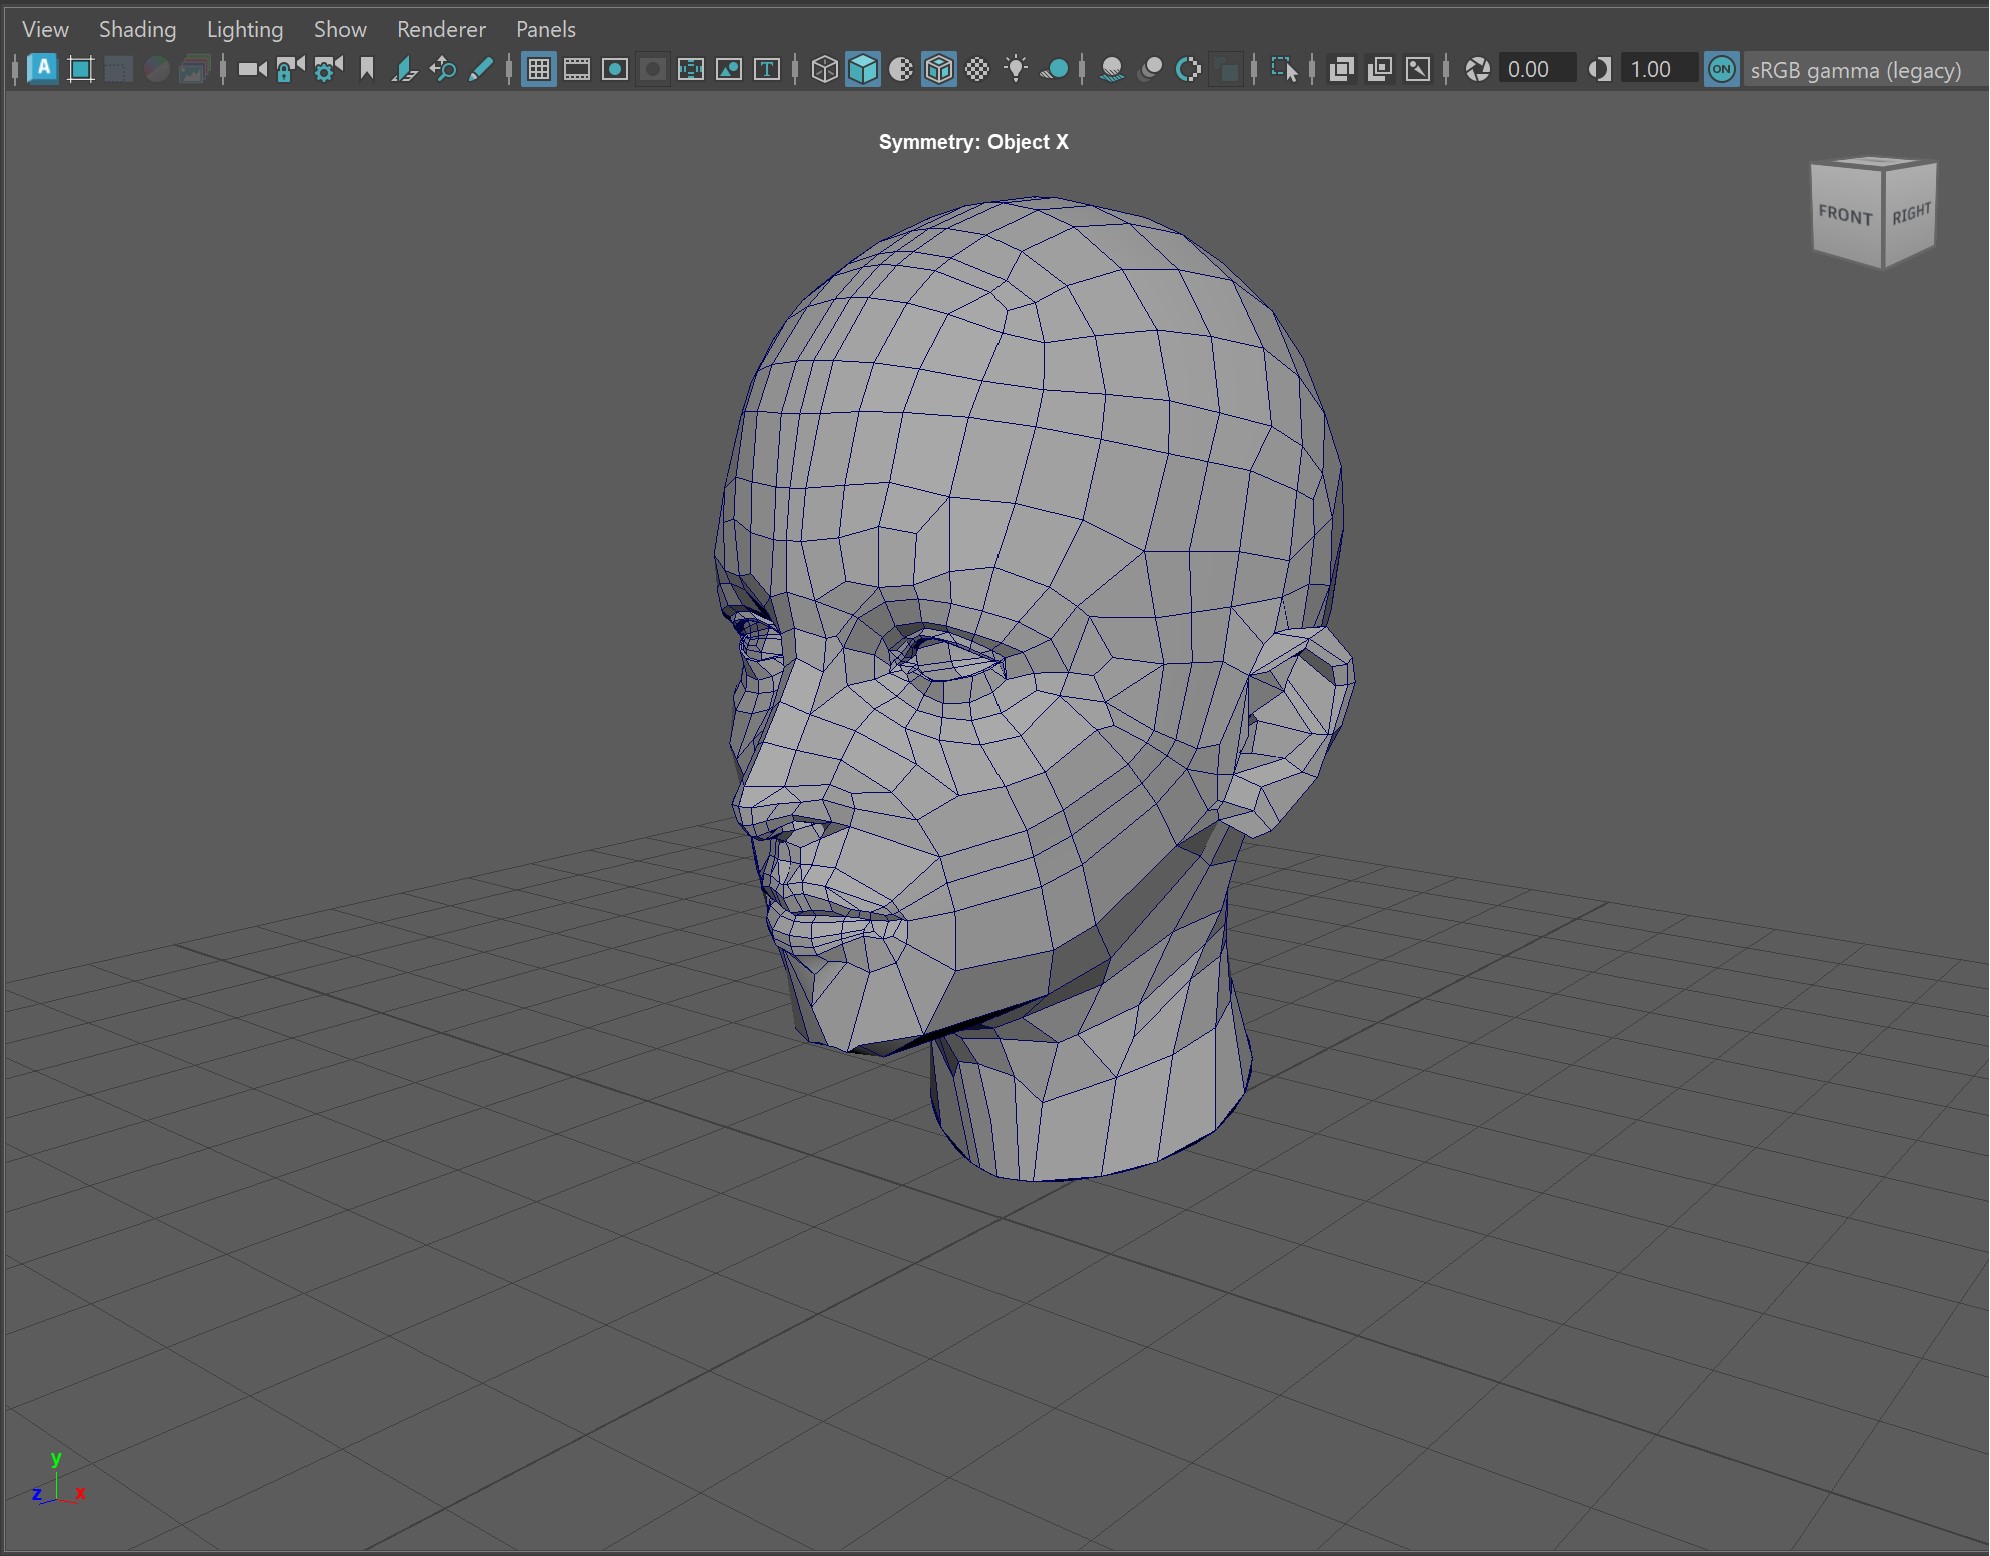 View Shading Lighting Show Renderer Panels
A T 0.00 1.00 ON sRGB gamma (legacy)
Symmetry: Object X
FRONT RIGHT
y
z x